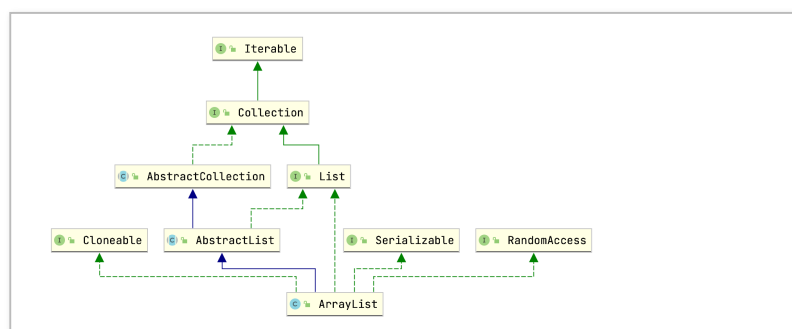 I Iterable
I Collection
C AbstractCollection
I List
I Cloneable
C AbstractList
I Serializable
I RandomAccess
C ArrayList